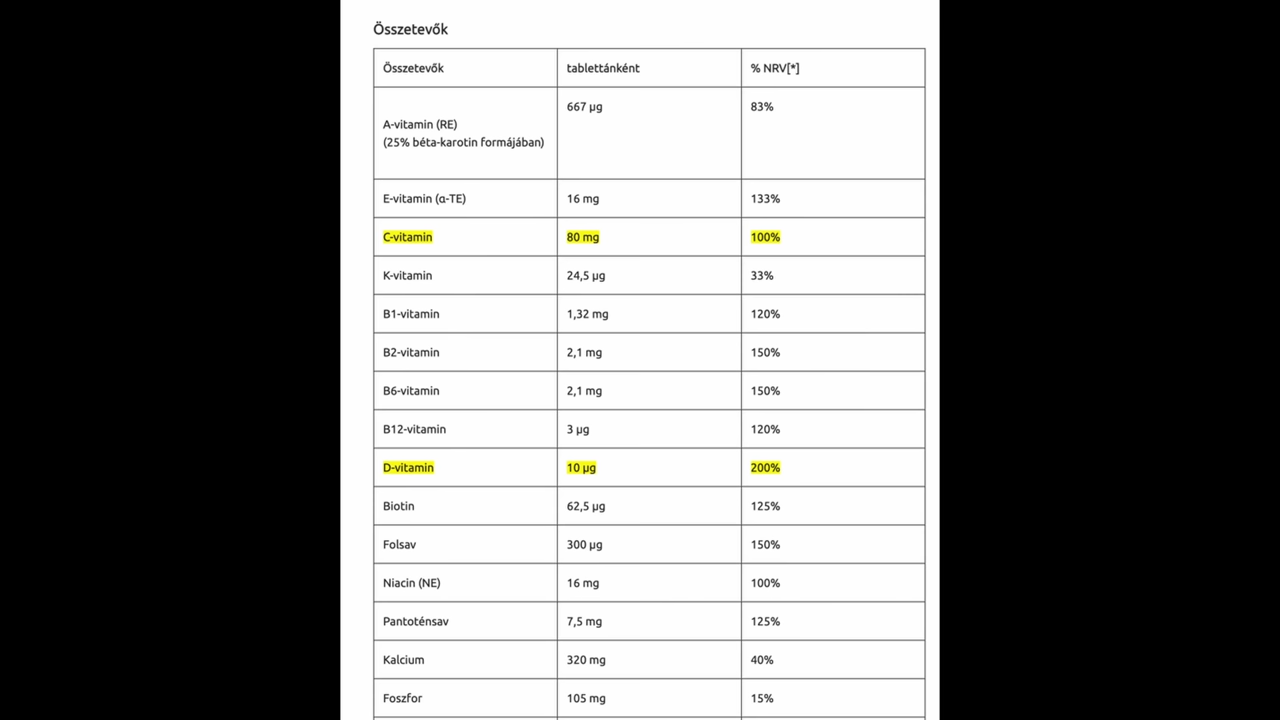 Összetevők
Összetevők tablettánként % NRV[*]
667 µg 83%
A-vitamin (RE)
(25% béta-karotin formájában)
E-vitamin (α-TE) 16 mg 133%
C-vitamin 80 mg 100%
K-vitamin 24,5 µg 33%
B1-vitamin 1,32 mg 120%
B2-vitamin 2,1 mg 150%
B6-vitamin 2,1 mg 150%
B12-vitamin 3 µg 120%
D-vitamin 10 µg 200%
Biotin 62,5 µg 125%
Folsav 300 µg 150%
Niacin (NE) 16 mg 100%
Pantoténsav 7,5 mg 125%
Kalcium 320 mg 40%
Foszfor 105 mg 15%